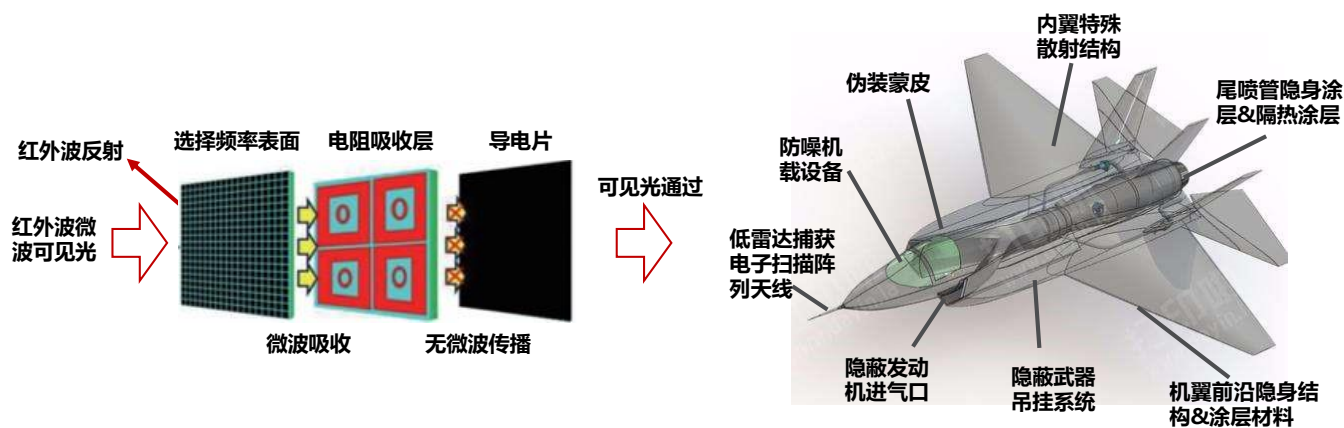 红外波反射
选择频率表面
电阻吸收层
导电片
红外波微
波可见光
可见光通过
微波吸收
无微波传播
内翼特殊
散射结构
伪装蒙皮
尾喷管隐身涂
层&隔热涂层
防噪机
载设备
低雷达捕获
电子扫描阵
列天线
隐蔽发动
机进气口
隐蔽武器
吊挂系统
机翼前沿隐身结
构&涂层材料